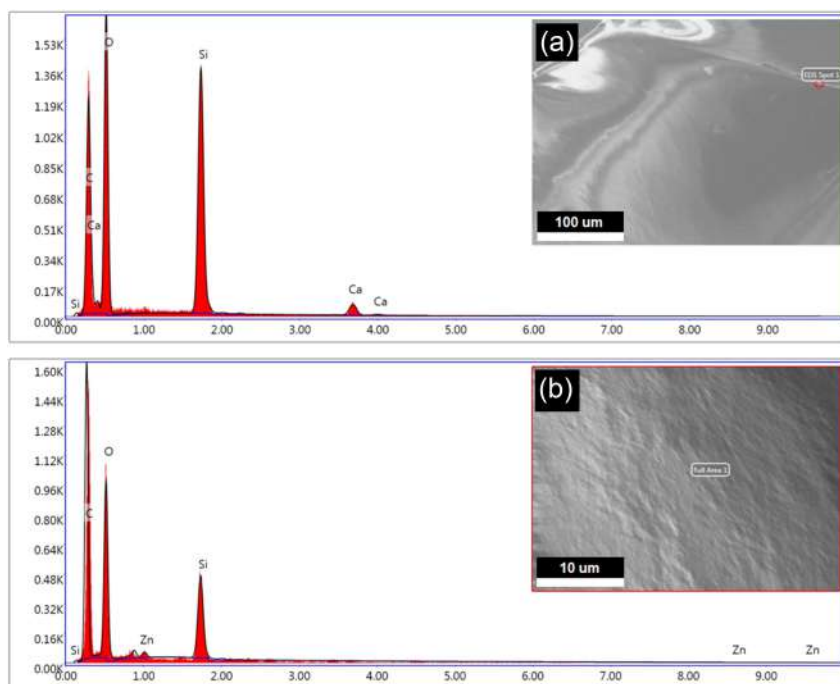 1.53K
1.36K
1.19K
1.02K
0.85K
0.68K
0.51K
0.34K
0.17K
0.00K
O
Si
C
Ca
Si
Ca
Ca
0.00 1.00 2.00 3.00 4.00 5.00 6.00 7.00 8.00 9.00
(a)
EDS Spot 1
100 um
1.60K
1.44K
1.28K
1.12K
0.96K
0.80K
0.64K
0.48K
0.32K
0.16K
0.00K
O
C
Si
Si
Zn
Zn
Zn
0.00 1.00 2.00 3.00 4.00 5.00 6.00 7.00 8.00 9.00
(b)
Full Area 1
10 um